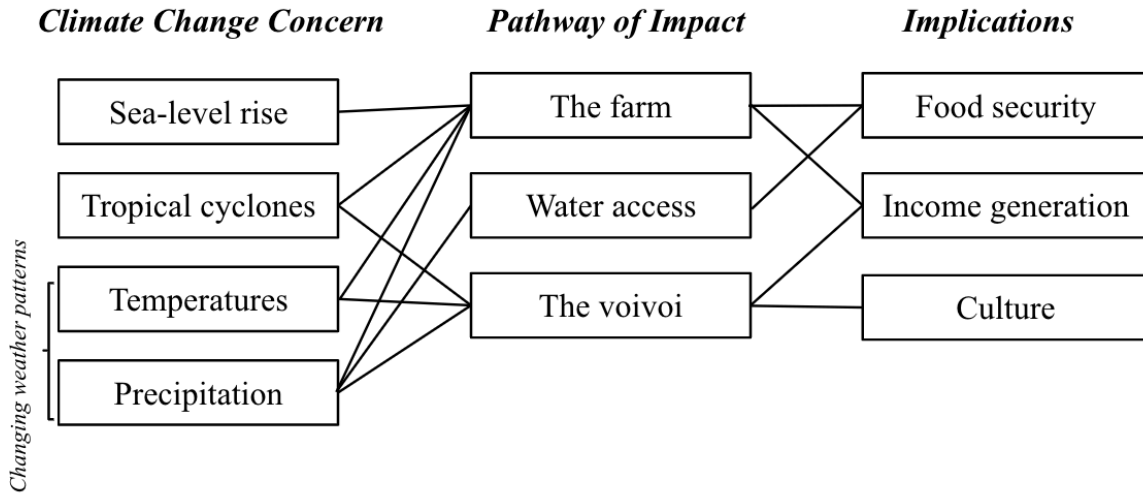 Climate Change Concern
Pathway of Impact
Implications
Sea-level rise
The farm
Food security
Tropical cyclones
Water access
Income generation
Temperatures
The voivoi
Culture
Precipitation
Changing weather patterns